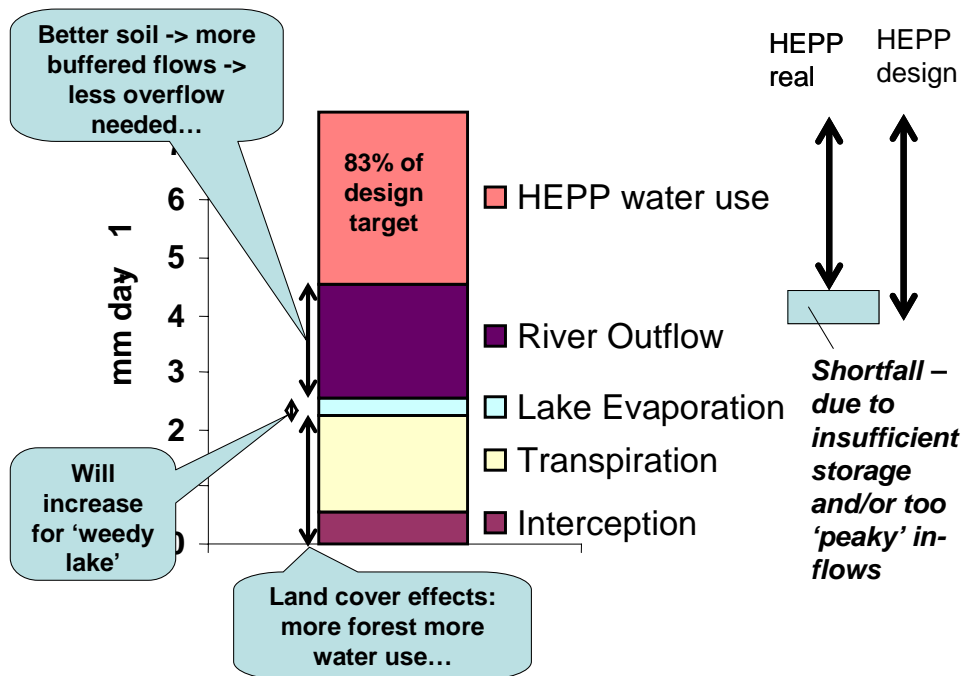 Better soil -> more
buffered flows ->
less overflow
needed…
HEPP
real
HEPP
design
83% of
design
target
6
5
4
3
2
0
mm day 1
HEPP water use
River Outflow
Lake Evaporation
Transpiration
Interception
Shortfall –
due to
insufficient
storage
and/or too
‘peaky’ in-
flows
Will
increase
for ‘weedy
lake’
Land cover effects:
more forest more
water use…